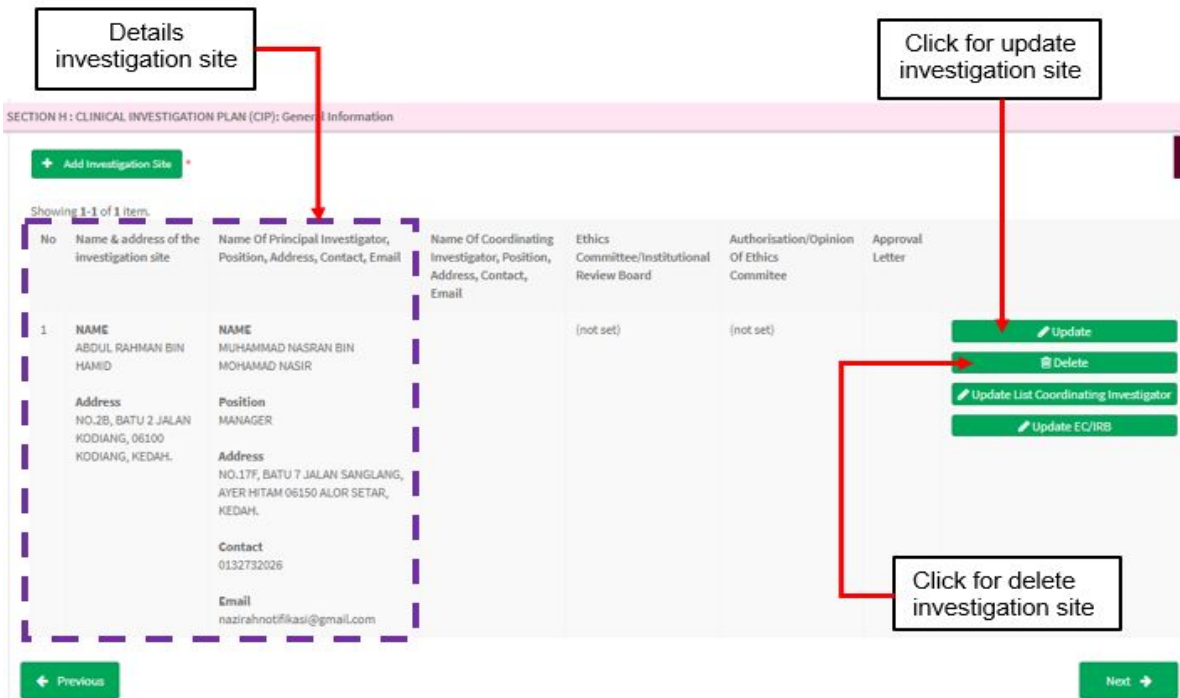 Details
investigation site
Click for update
investigation site
SECTION H : CLINICAL INVESTIGATION PLAN (CIP): General Information
+ Add Investigation Site *
Showing 1-1 of 1 item.
No
Name & address of the
investigation site
Name Of Principal Investigator,
Position, Address, Contact, Email
Name Of Coordinating
Investigator, Position,
Address, Contact,
Email
Ethics
Committee/Institutional
Review Board
Authorisation/Opinion
Of Ethics
Commitee
Approval
Letter
1
NAME
ABDUL RAHMAN BIN
HAMID
Address
NO.2B, BATU 2 JALAN
KODIANG, 06100
KODIANG, KEDAH.
NAME
MUHAMMAD NASRAN BIN
MOHAMAD NASIR
Position
MANAGER
Address
NO.17F, BATU 7 JALAN SANGLANG,
AYER HITAM 06150 ALOR SETAR,
KEDAH.
Contact
0132732026
Email
nazirahnotifikasi@gmail.com
(not set)
(not set)
Update
Delete
Update List Coordinating Investigator
Update EC/IRB
Click for delete
investigation site
← Previous
Next →